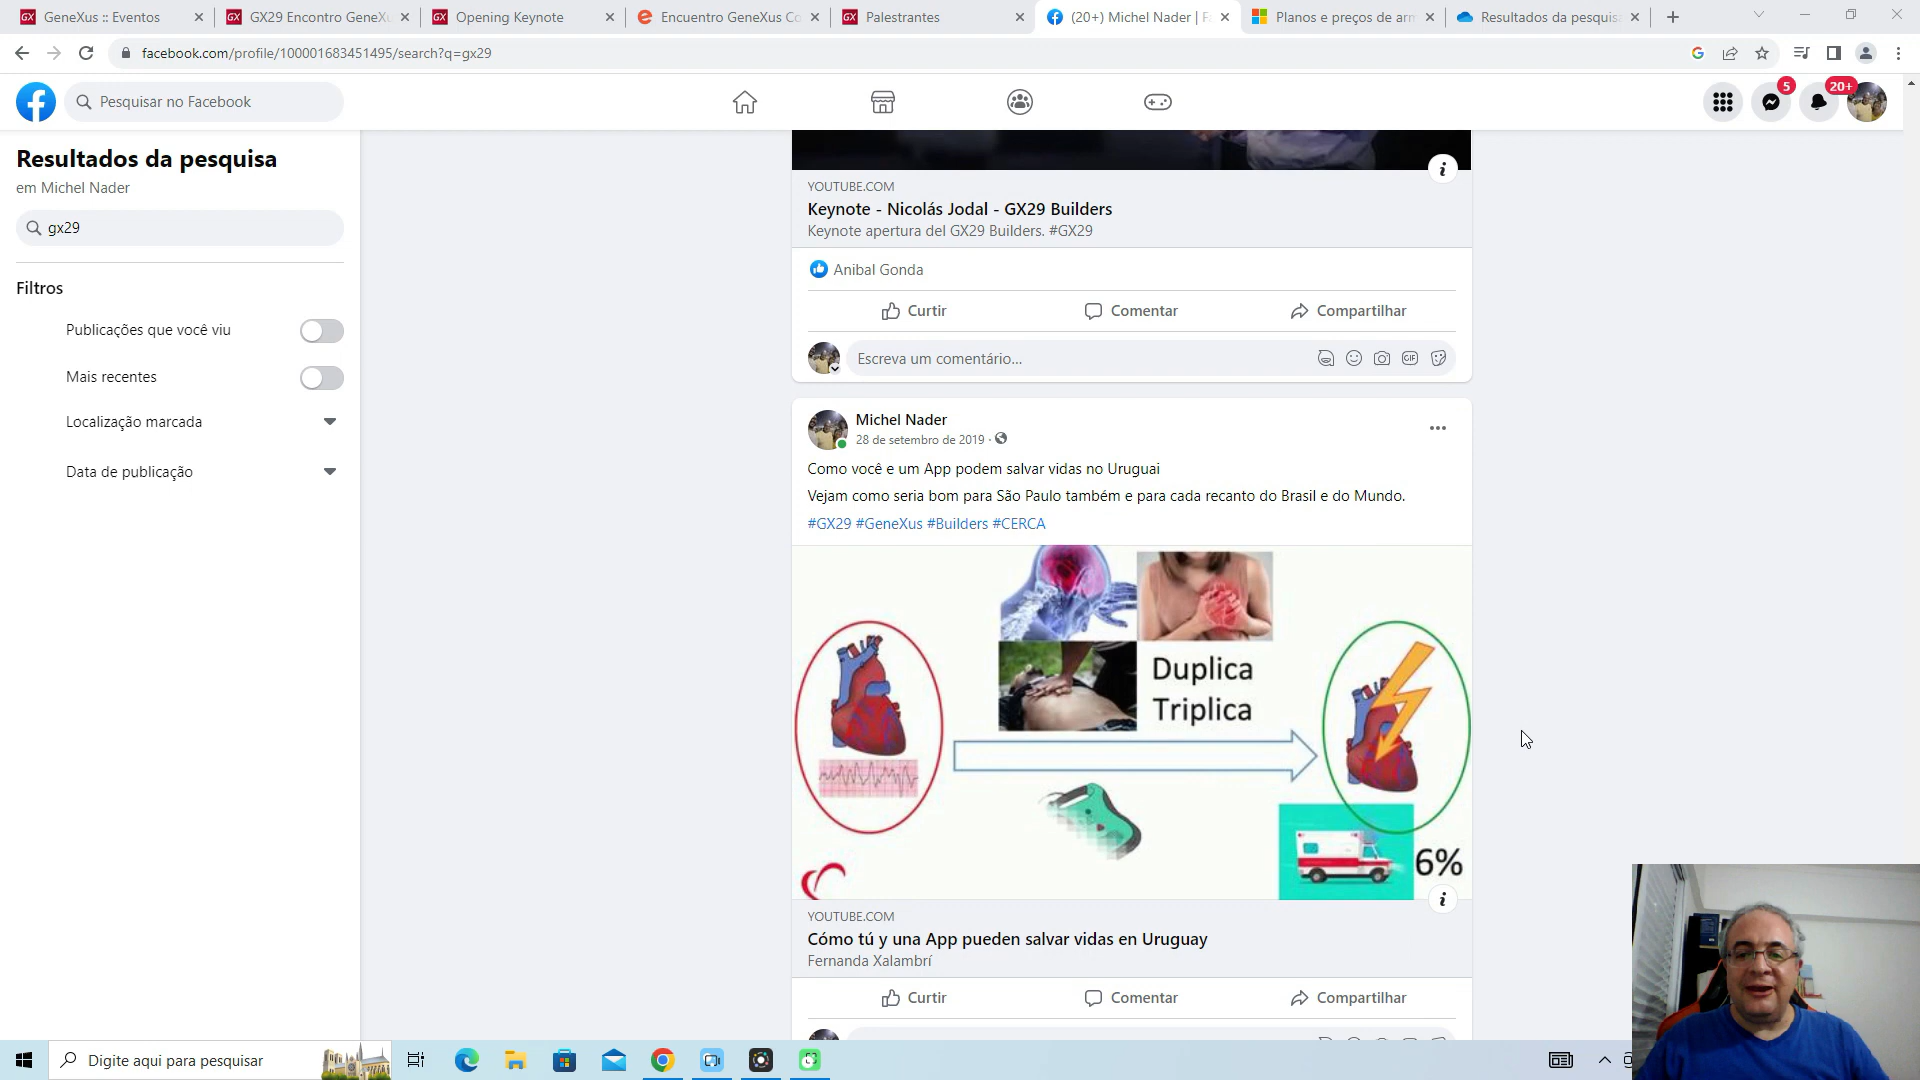 GeneXus :: Eventos
GX29 Encontro GeneXu
Opening Keynote
Encuentro GeneXus Co
Palestrantes
(20+) Michel Nader | F
Planos e preços de arm
Resultados da pesquisa
facebook.com/profile/100001683451495/search?q=gx29
Pesquisar no Facebook
5
20+
Resultados da pesquisa
em Michel Nader
gx29
Filtros
Publicações que você viu
Mais recentes
Localização marcada
Data de publicação
YOUTUBE.COM
Keynote - Nicolás Jodal - GX29 Builders
Keynote apertura del GX29 Builders. #GX29
Anibal Gonda
Curtir
Comentar
Compartilhar
Escreva um comentário...
GIF
Michel Nader
28 de setembro de 2019 ·
Como você e um App podem salvar vidas no Uruguai
Vejam como seria bom para São Paulo também e para cada recanto do Brasil e do Mundo.
#GX29 #GeneXus #Builders #CERCA
Duplica
Triplica
6%
YOUTUBE.COM
Cómo tú y una App pueden salvar vidas en Uruguay
Fernanda Xalambrí
Curtir
Comentar
Compartilhar
Digite aqui para pesquisar